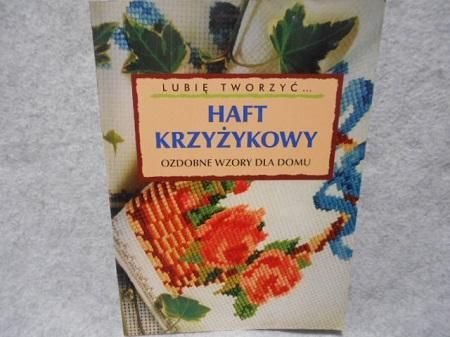 LUBIĘ TWORZYĆ...
HAFT
KRZYŻYKOWY
OZDOBNE WZORY DLA DOMU